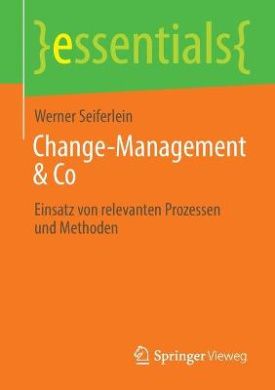 }essentials{
Werner Seiferlein
Change-Management
& Co
Einsatz von relevanten Prozessen
und Methoden
Springer Vieweg